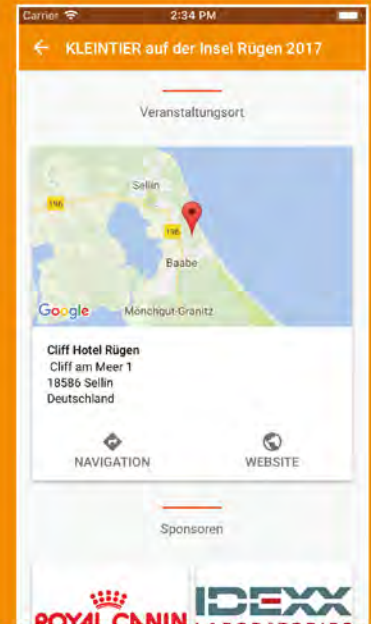 Carrier 2:34 PM
KLEINTIER auf der Insel Rügen 2017
Veranstaltungsort
Sellin
196
196
Baabe
Google Mönchgut-Granitz
Cliff Hotel Rügen
Cliff am Meer 1
18586 Sellin
Deutschland
NAVIGATION WEBSITE
Sponsoren
ROYAL CANIN IDEXX
LABORATORIES